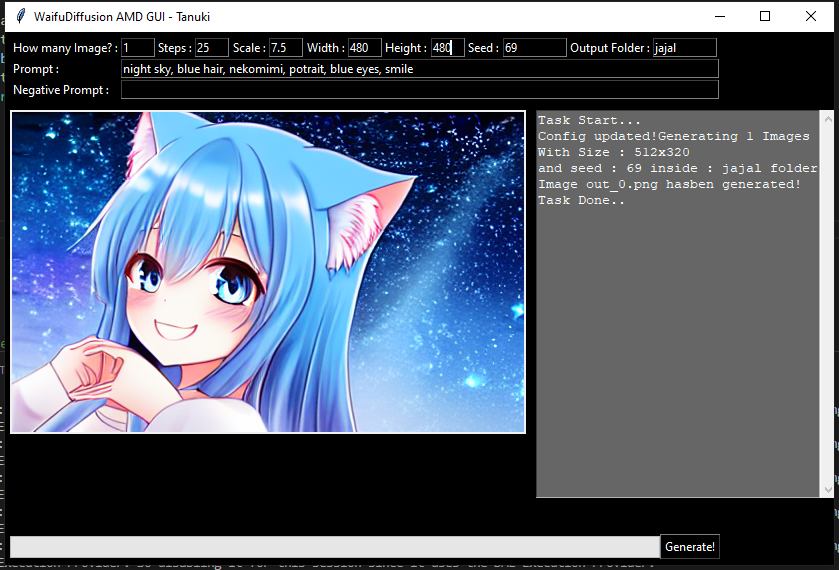 WaifuDiffusion AMD GUI - Tanuki
How many Image? : 1 Steps : 25 Scale : 7.5 Width : 480 Height : 480 Seed : 69 Output Folder : jajal
Prompt : night sky, blue hair, nekomimi, potrait, blue eyes, smile
Negative Prompt :
Task Start...
Config updated!Generating 1 Images
With Size : 512x320
and seed : 69 inside : jajal folder
Image out_0.png hasben generated!
Task Done..
Generate!